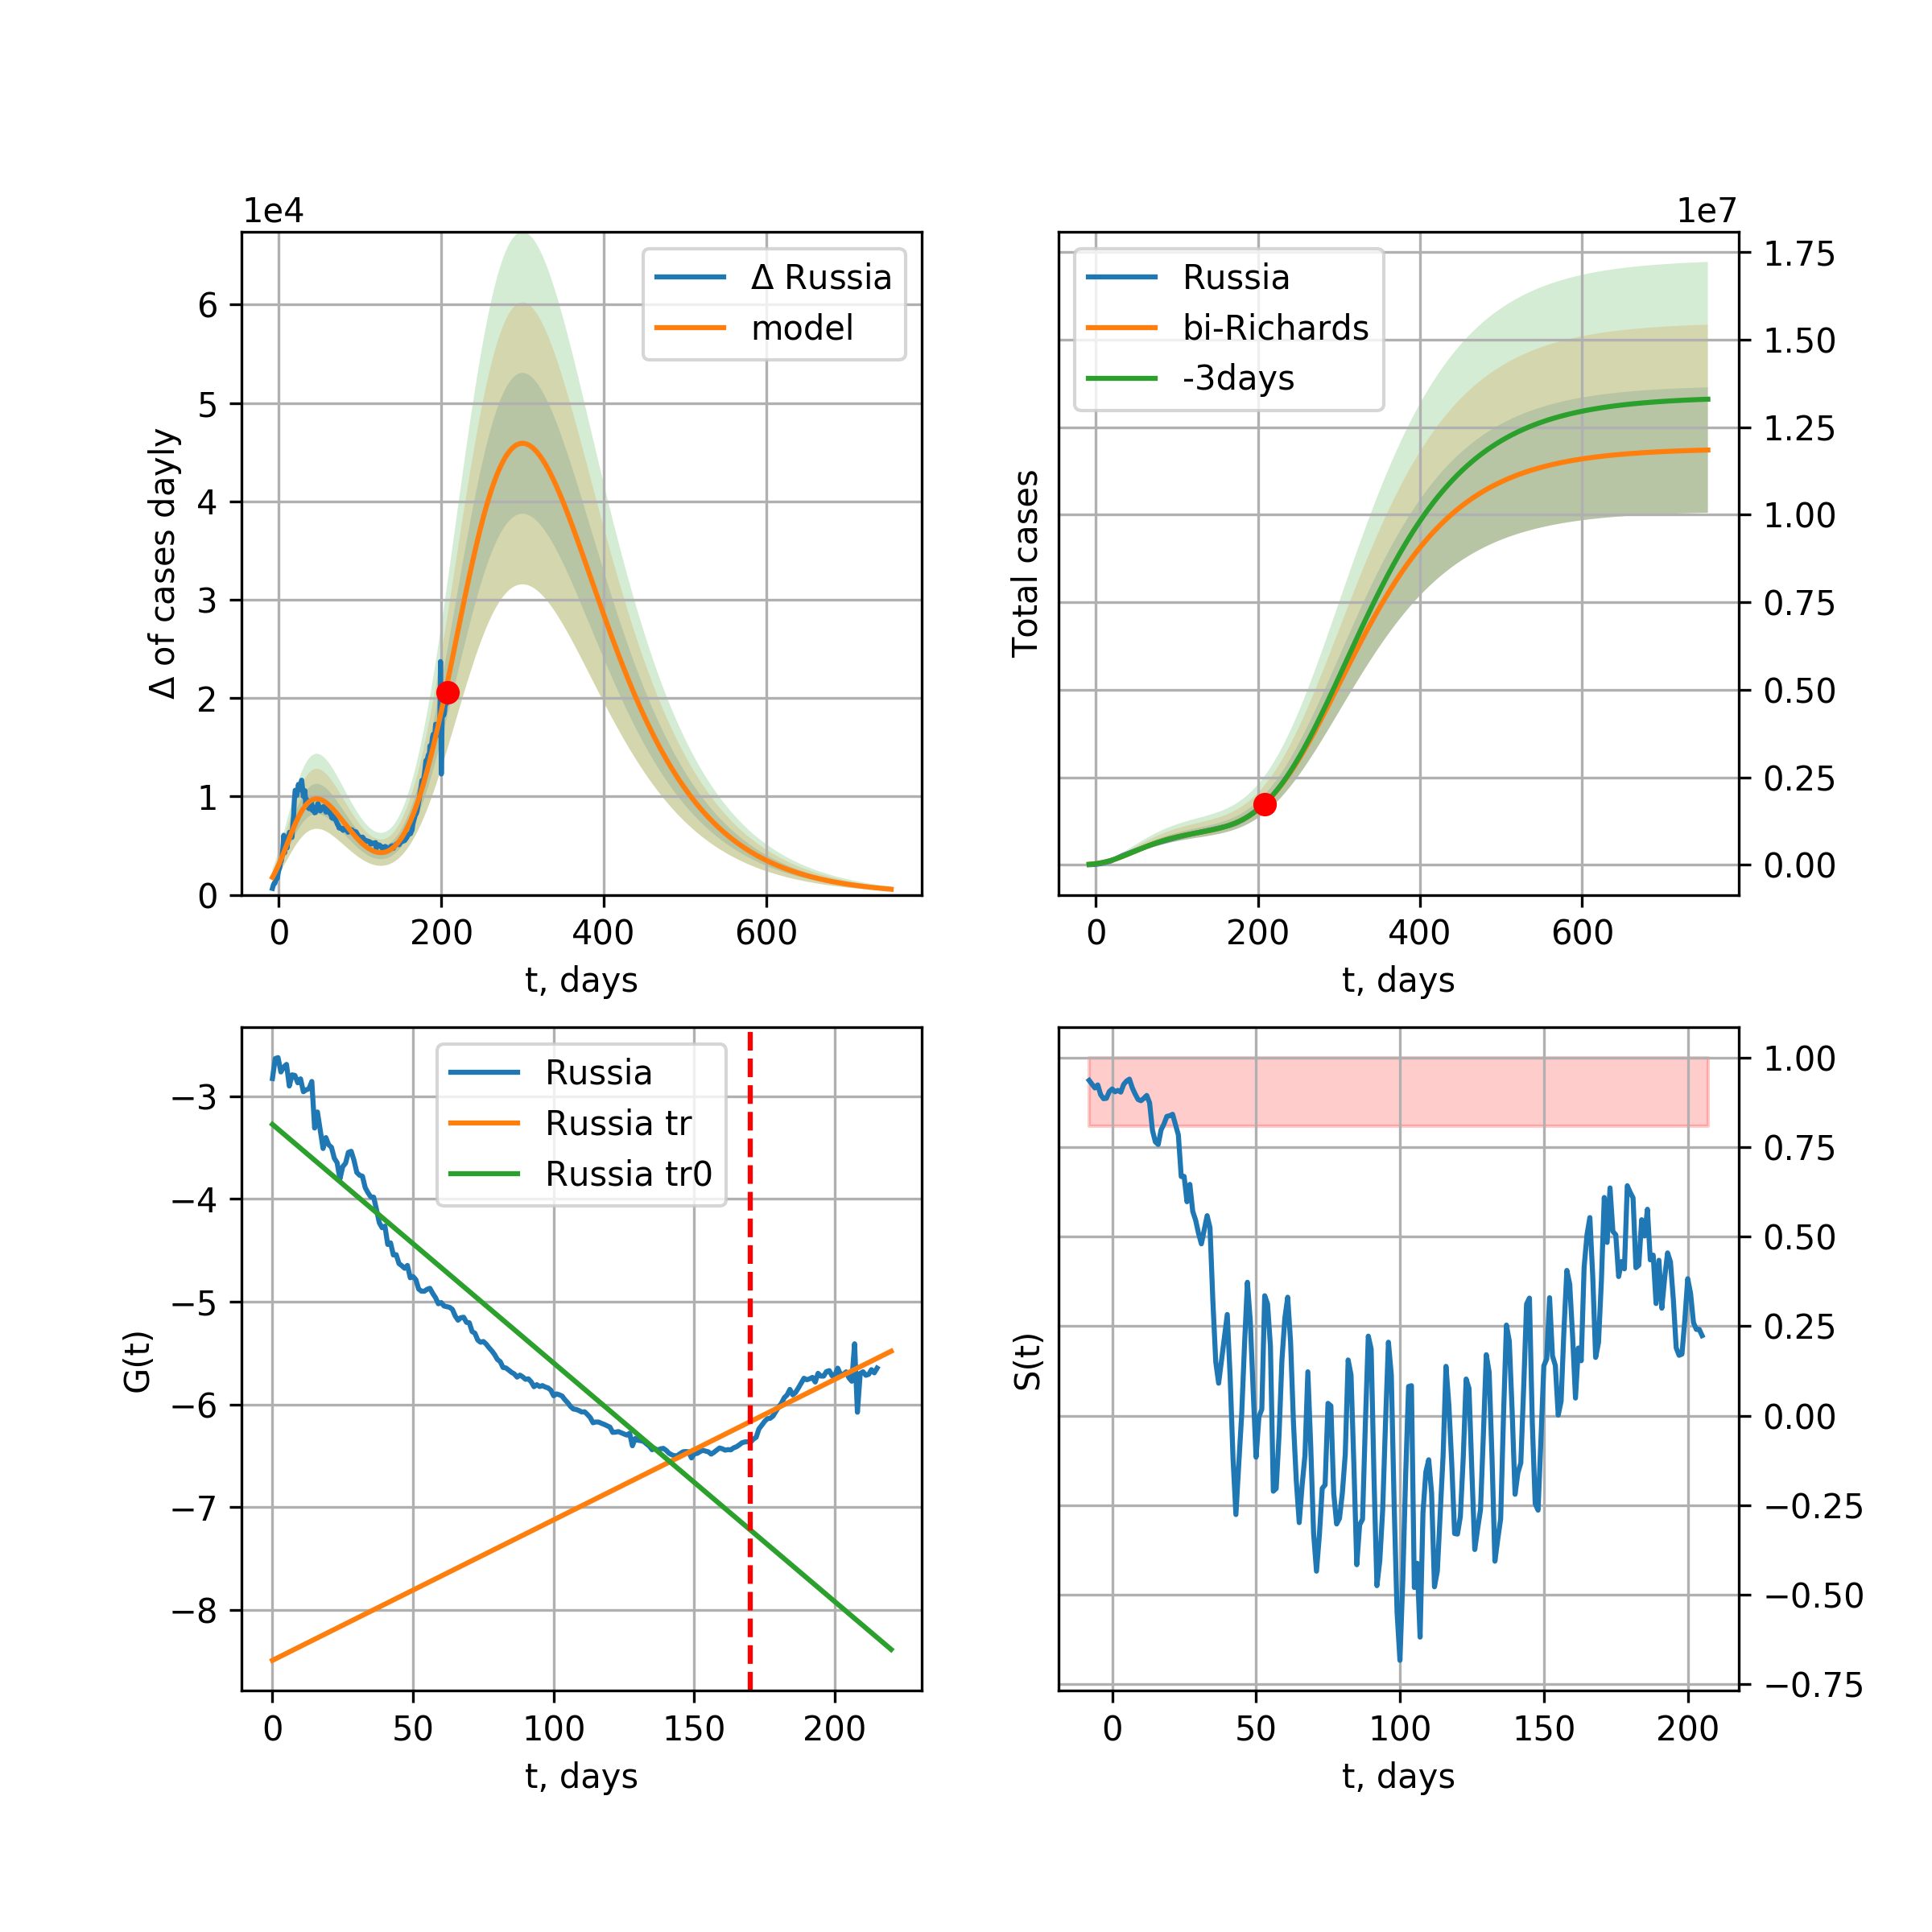 1e4
Δ Russia
model
6
5
4
3
2
1
0
Δ of cases dayly
0 200 400 600
t, days
1e7
Russia
bi-Richards
-3days
1.75
1.50
1.25
1.00
0.75
0.50
0.25
0.00
Total cases
0 200 400 600
t, days
Russia
Russia tr
Russia tr0
−3
−4
−5
−6
−7
−8
G(t)
0 50 100 150 200
t, days
1.00
0.75
0.50
0.25
0.00
−0.25
−0.50
−0.75
S(t)
0 50 100 150 200
t, days